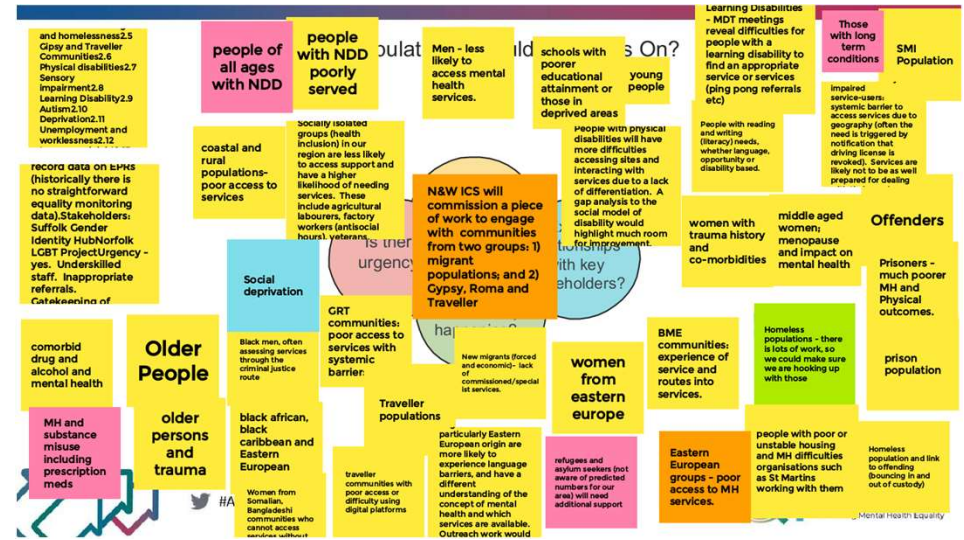 and homelessness2.5
Gipsy and Traveller
Communities2.6
Physical disabilities2.7
Sensory
impairment2.8
Learning Disability2.9
Autism2.10
Deprivation2.11
Unemployment and
worklessness2.12
people of
all ages
with NDD
people
with NDD
poorly
served
On?
Men - less
likely to
access mental
health
services.
schools with
poorer
educational
attainment or
those in
deprived areas
young
people
Learning Disabilities
- MDT meetings
reveal difficulties for
people with a
learning disability to
find an appropriate
service or services
(ping pong referrals
etc)
Those
with long
term
conditions
SMI
Population
coastal and
rural
populations-
poor access to
services
Socially isolated
groups (health
inclusion) in our
region are less likely
to access support and
have a higher
likelihood of needing
services. These
include agricultural
labourers, factory
workers (antisocial
hours), veterans,
People with physical
disabilities will have
more difficulties
accessing sites and
interacting with
services due to a lack
of differentiation. A
gap analysis to the
social model of
disability would
highlight much room
for improvement.
People with reading
and writing
(literacy) needs,
whether language,
opportunity or
disability based.
Impaired
service-users:
systemic barrier to
access services due to
geography (often the
need is triggered by
notification that
driving license is
revoked). Services are
likely not to be as well
prepared for dealing
record data on EPRs
(historically there is
no straightforward
equality monitoring
data).Stakeholders:
Suffolk Gender
Identity HubNorfolk
LGBT ProjectUrgency -
yes. Underskilled
staff. Inappropriate
referrals.
Gatekeeping of
N&W ICS will
commission a piece
of work to engage
with communities
from two groups: 1)
migrant
populations; and 2)
Gypsy, Roma and
Traveller
Is ther
urgency
with key
women with
trauma history
and
co-morbidities
middle aged
women;
menopause
and impact on
mental health
Offenders
Prisoners -
much poorer
MH and
Physical
outcomes.
Social
deprivation
GRT
communities:
poor access to
services with
systemic
barrier
comorbid
drug and
alcohol and
mental health
Older
People
Black men, often
assessing services
through the
criminal justice
route
New migrants (forced
and economic)- lack
of
commissioned/special
ist services.
women
from
eastern
europe
BME
communities:
experience of
service and
routes into
services.
Homeless
populations - there
is lots of work, so
we could make sure
we are hooking up
with those
prison
population
MH and
substance
misuse
including
prescription
meds
older
persons
and
trauma
black african,
black
caribbean and
Eastern
European
Traveller
populations
particularly Eastern
European origin are
more likely to
experience language
barriers, and have a
different
understanding of the
concept of mental
health and which
services are available.
Outreach work would
refugees and
asylum seekers (not
aware of predicted
numbers for our
area) will need
additional support
Eastern
European
groups - poor
access to MH
services.
people with poor or
unstable housing
and MH difficulties
organisations such
as St Martins
working with them
Homeless
population and link
to offending
(bouncing in and
out of custody)
#A
Women from
Somalian,
Bangladeshi
communities who
cannot access
services without
traveller
communities with
poor access or
difficulty using
digital platforms
Mental Health Equality